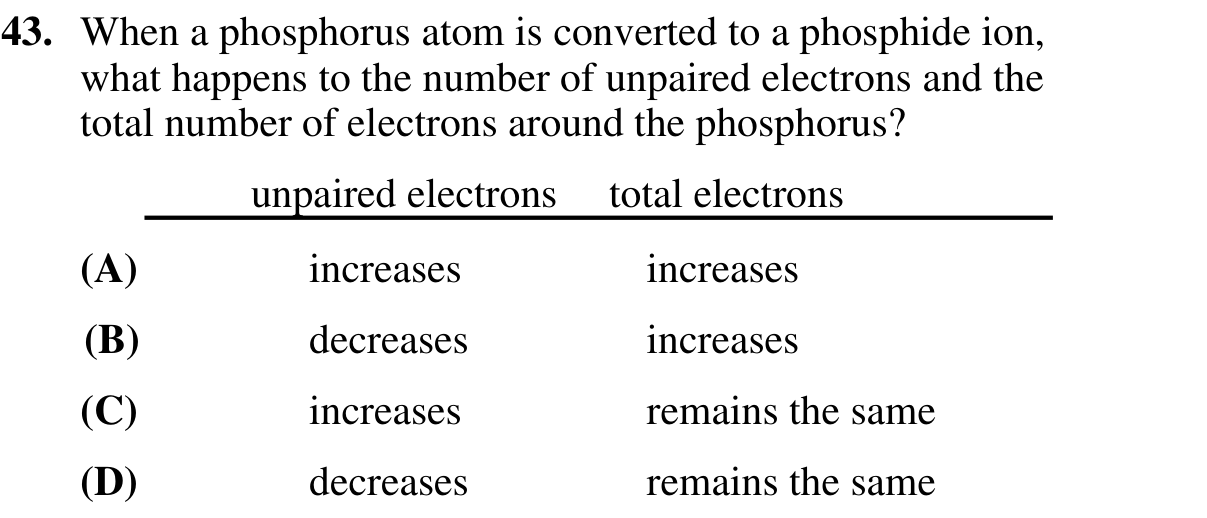 43. When a phosphorus atom is converted to a phosphide ion,
what happens to the number of unpaired electrons and the
total number of electrons around the phosphorus?
unpaired electrons total electrons
(A) increases increases
(B) decreases increases
(C) increases remains the same
(D) decreases remains the same